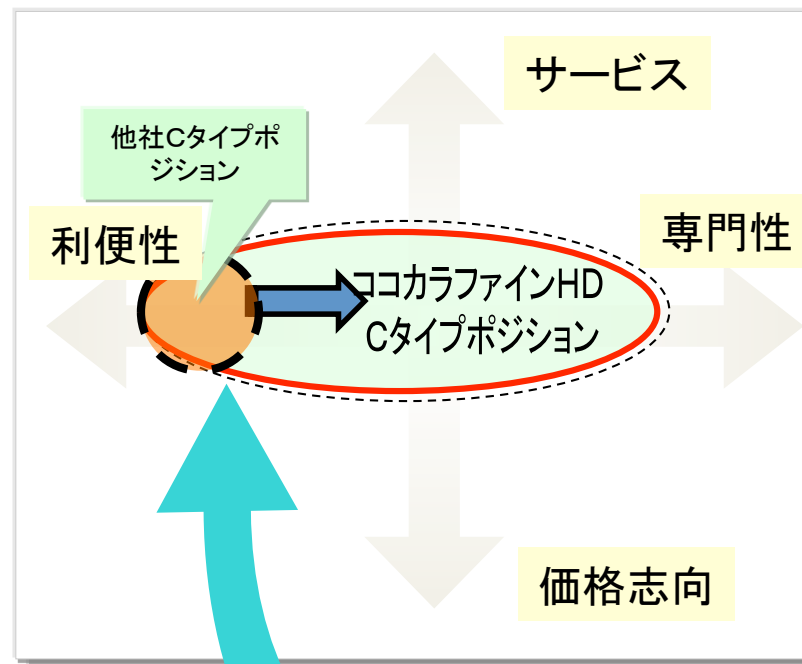 サービス
他社Cタイプポ
ジション
利便性
専門性
ココカラファインHD
Cタイプポジション
価格志向